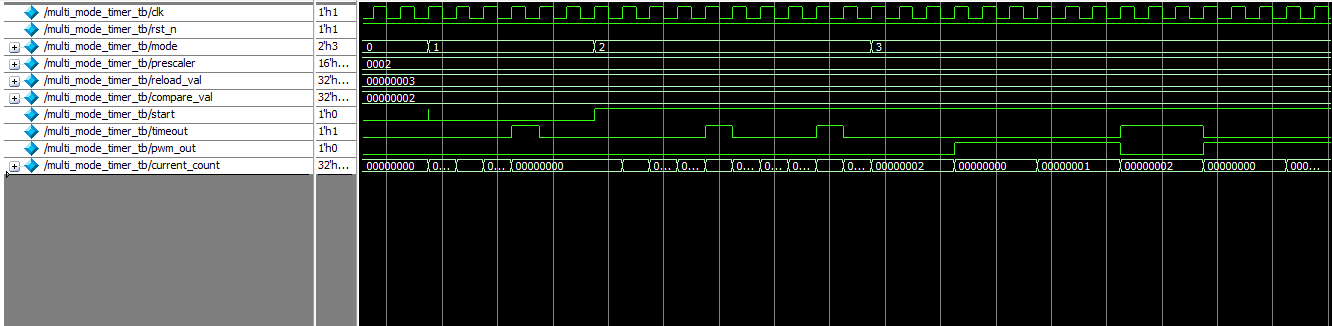 /multi_mode_timer_tb/clk 1'h1
/multi_mode_timer_tb/rst_n 1'h1
/multi_mode_timer_tb/mode 2'h3 0 1 2 3
/multi_mode_timer_tb/prescaler 16'h... 0002
/multi_mode_timer_tb/reload_val 32'h... 00000003
/multi_mode_timer_tb/compare_val 32'h... 00000002
/multi_mode_timer_tb/start 1'h0
/multi_mode_timer_tb/timeout 1'h1
/multi_mode_timer_tb/pwm_out 1'h0
/multi_mode_timer_tb/current_count 32'h... 00000000 0... 0... 00000000 0... 0... 0... 0... 0... 0... 00000002 00000000 00000001 00000002 00000000 000...